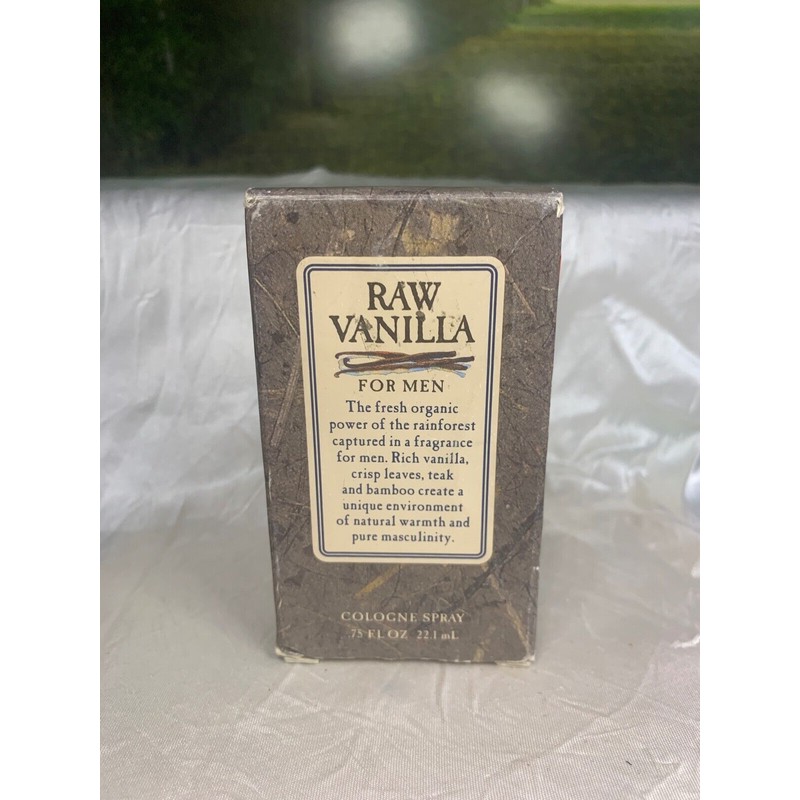 RAW
VANILLA
FOR MEN
The fresh organic
power of the rainforest
captured in a fragrance
for men. Rich vanilla,
crisp leaves, teak
and bamboo create a
unique environment
of natural warmth and
pure masculinity.
COLOGNE SPRAY
.75 FL OZ 22.1 mL